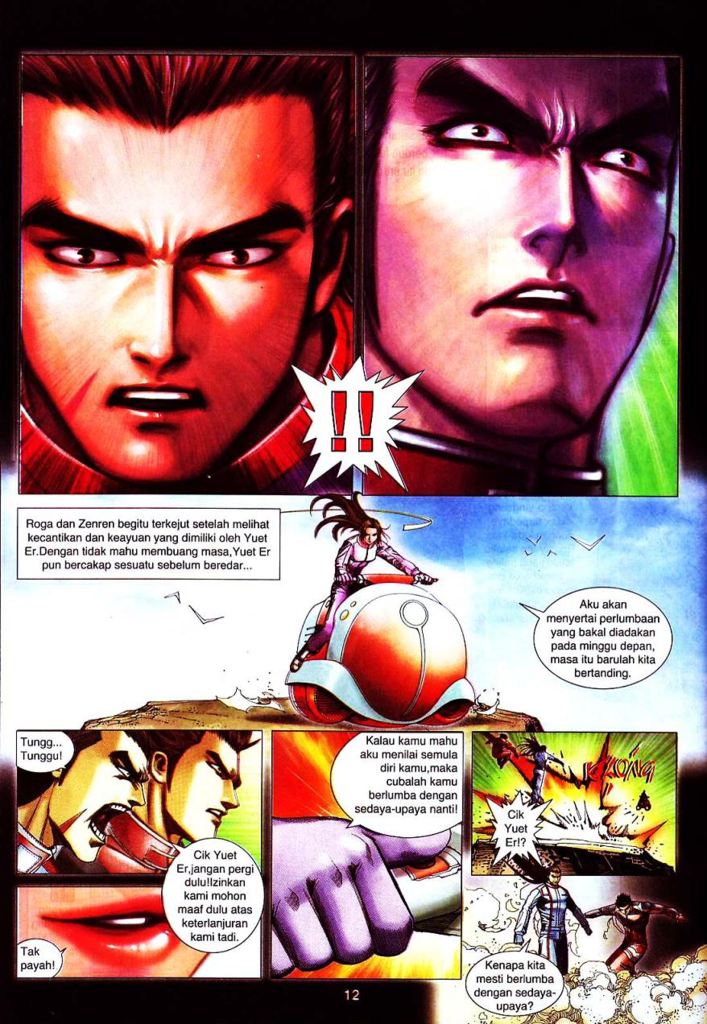 !!
Roga dan Zenren begitu terkejut setelah melihat
kecantikan dan keayuan yang dimiliki oleh Yuet
Er.Dengan tidak mahu membuang masa,Yuet Er
pun bercakap sesuatu sebelum beredar...
Aku akan
menyertai perlumbaan
yang bakal diadakan
pada minggu depan,
masa itu barulah kita
bertanding.
Tungg...
Tunggu!
Cik Yuet
Er,jangan pergi
dulu!Izinkan
kami mohon
maaf dulu atas
keterlanjuran
kami tadi.
Tak
payah!
Kalau kamu mahu
aku menilai semula
diri kamu,maka
cubalah kamu
berlumba dengan
sedaya-upaya nanti!
Cik
Yuet
Er!?
Kenapa kita
mesti berlumba
dengan sedaya-
upaya?
12